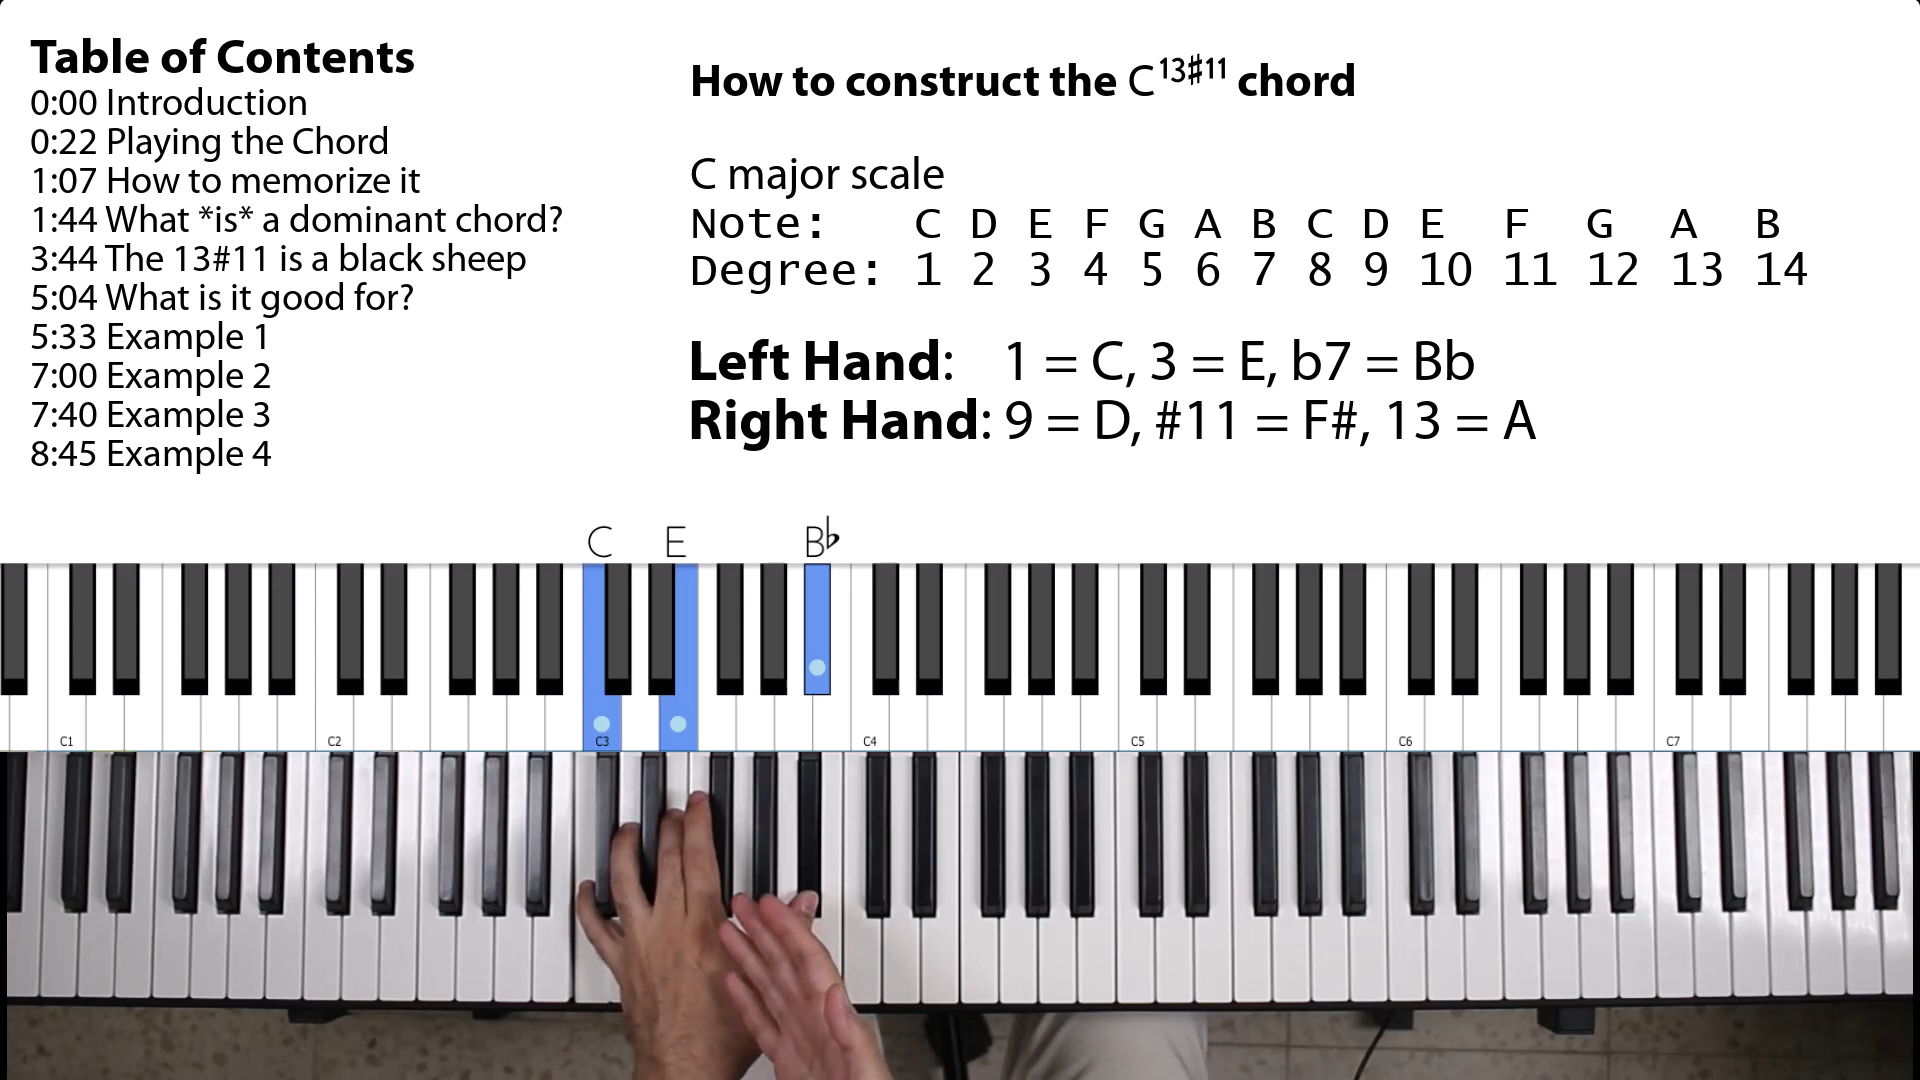 Table of Contents
0:00 Introduction
0:22 Playing the Chord
1:07 How to memorize it
1:44 What *is* a dominant chord?
3:44 The 13#11 is a black sheep
5:04 What is it good for?
5:33 Example 1
7:00 Example 2
7:40 Example 3
8:45 Example 4
How to construct the C13♯11 chord
C major scale
Note: C D E F G A B C D E F G A B
Degree: 1 2 3 4 5 6 7 8 9 10 11 12 13 14
Left Hand: 1 = C, 3 = E, b7 = Bb
Right Hand: 9 = D, #11 = F#, 13 = A
C E B♭
C1 C2 C3 C4 C5 C6 C7